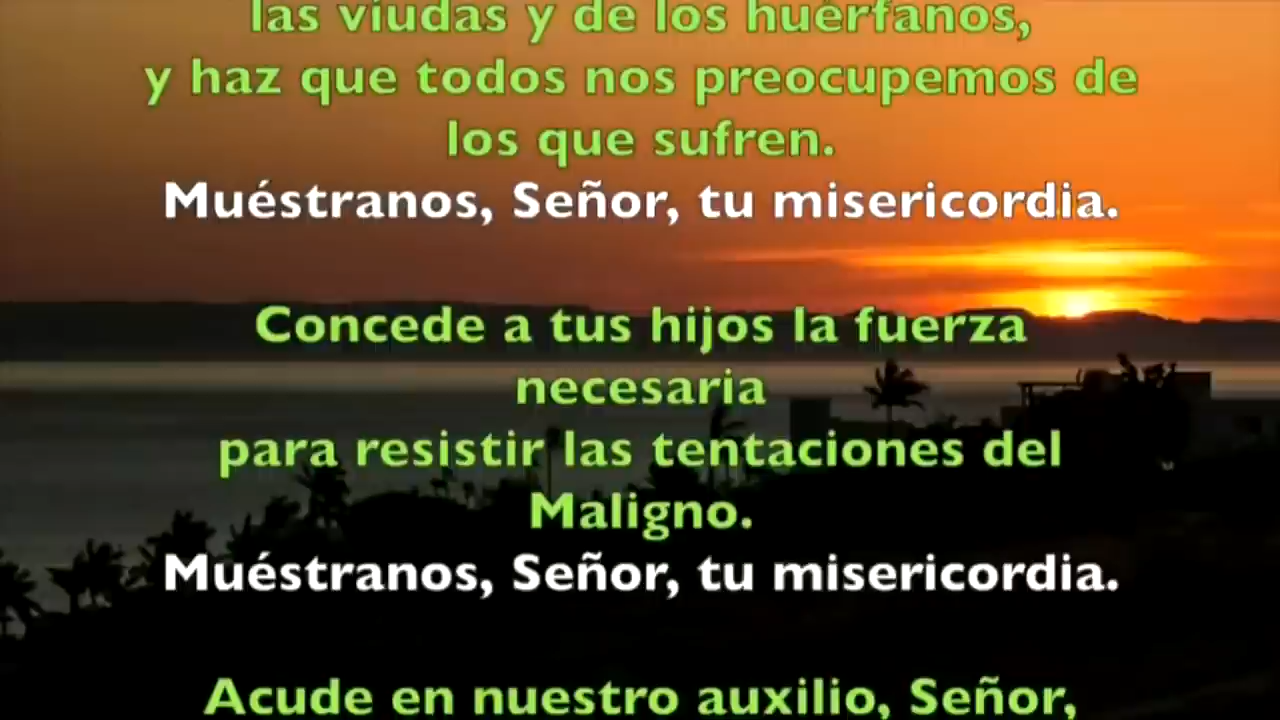 las viudas y de los huérfanos,
y haz que todos nos preocupemos de
los que sufren.
Muéstranos, Señor, tu misericordia.
Concede a tus hijos la fuerza
necesaria
para resistir las tentaciones del
Maligno.
Muéstranos, Señor, tu misericordia.
Acude en nuestro auxilio, Señor,